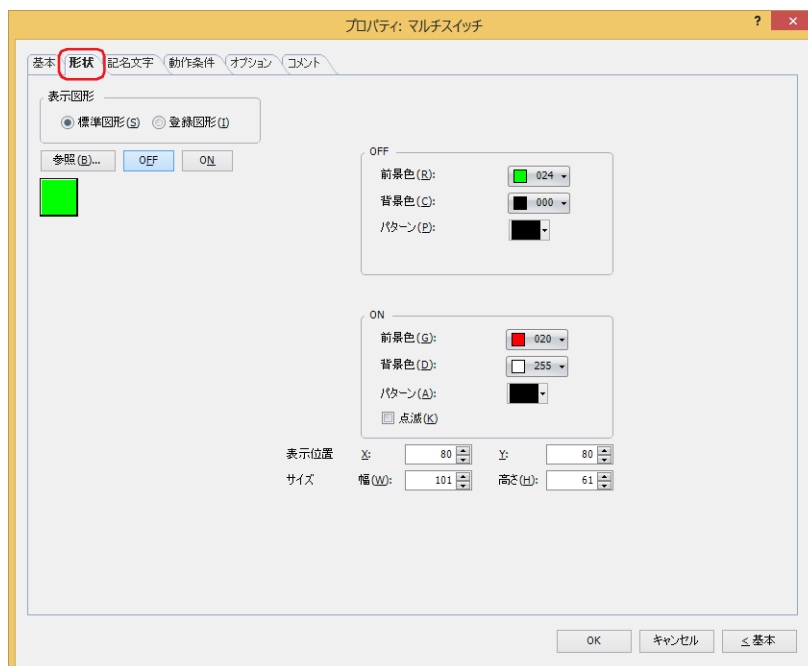 プロパティ: マルチスイッチ
? ×
基本 形状 記名文字 動作条件 オプション コメント
表示図形
標準図形(S) 登録図形(I)
参照(B)... OFF ON
OFF
前景色(R): 024
背景色(C): 000
パターン(P):
ON
前景色(G): 020
背景色(D): 255
パターン(A):
点滅(K)
表示位置 X: 80 Y: 80
サイズ 幅(W): 101 高さ(H): 61
OK キャンセル < 基本